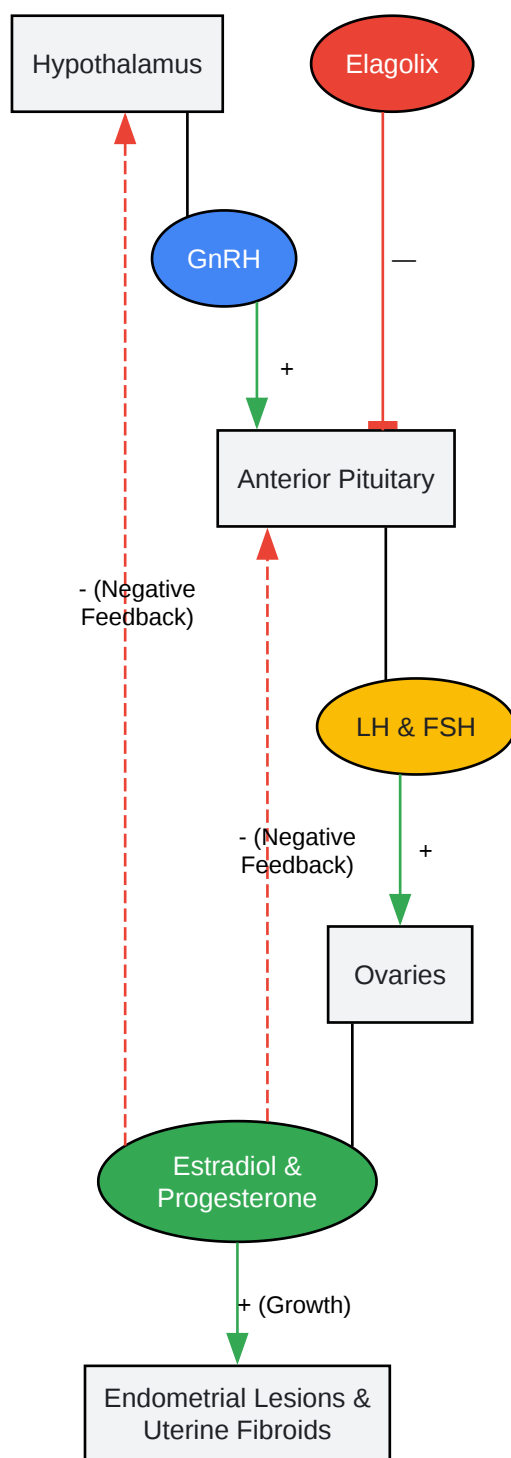 Hypothalamus
Elagolix
GnRH
—
+
Anterior Pituitary
- (Negative
Feedback)
LH & FSH
- (Negative
Feedback)
+
Ovaries
Estradiol &
Progesterone
+ (Growth)
Endometrial Lesions &
Uterine Fibroids